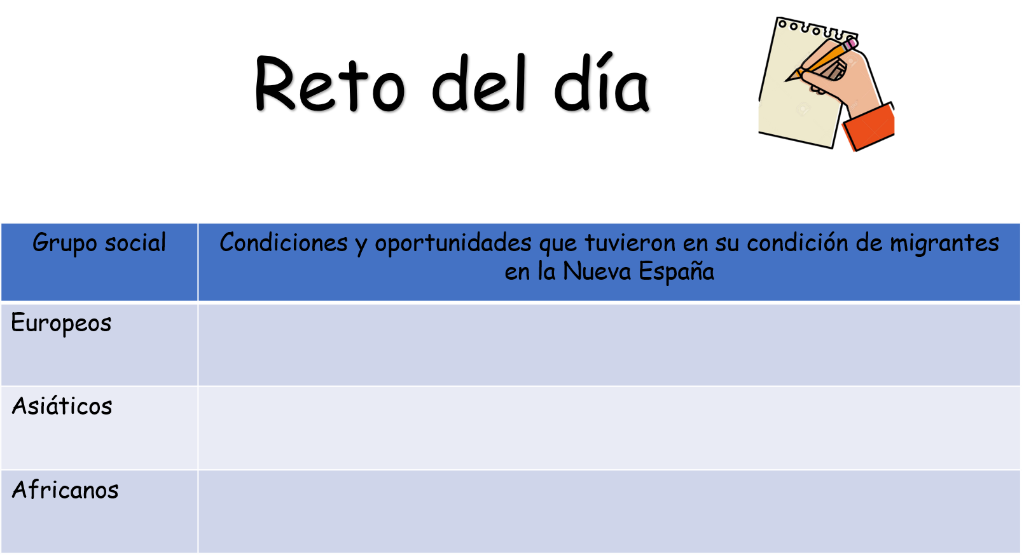 Reto del día
Grupo social
Condiciones y oportunidades que tuvieron en su condición de migrantes
en la Nueva España
Europeos
Asiáticos
Africanos